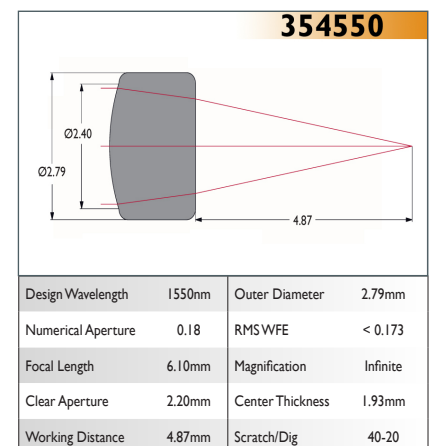 354550
Ø2.40
Ø2.79
4.87
Design Wavelength 1550nm Outer Diameter 2.79mm
Numerical Aperture 0.18 RMS WFE < 0.173
Focal Length 6.10mm Magnification Infinite
Clear Aperture 2.20mm Center Thickness 1.93mm
Working Distance 4.87mm Scratch/Dig 40-20